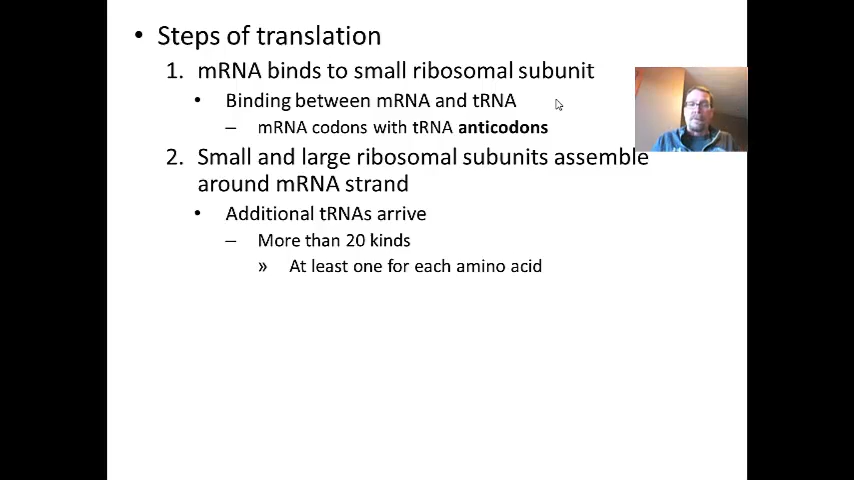 • Steps of translation
1. mRNA binds to small ribosomal subunit
• Binding between mRNA and tRNA
– mRNA codons with tRNA anticodons
2. Small and large ribosomal subunits assemble
around mRNA strand
• Additional tRNAs arrive
– More than 20 kinds
» At least one for each amino acid